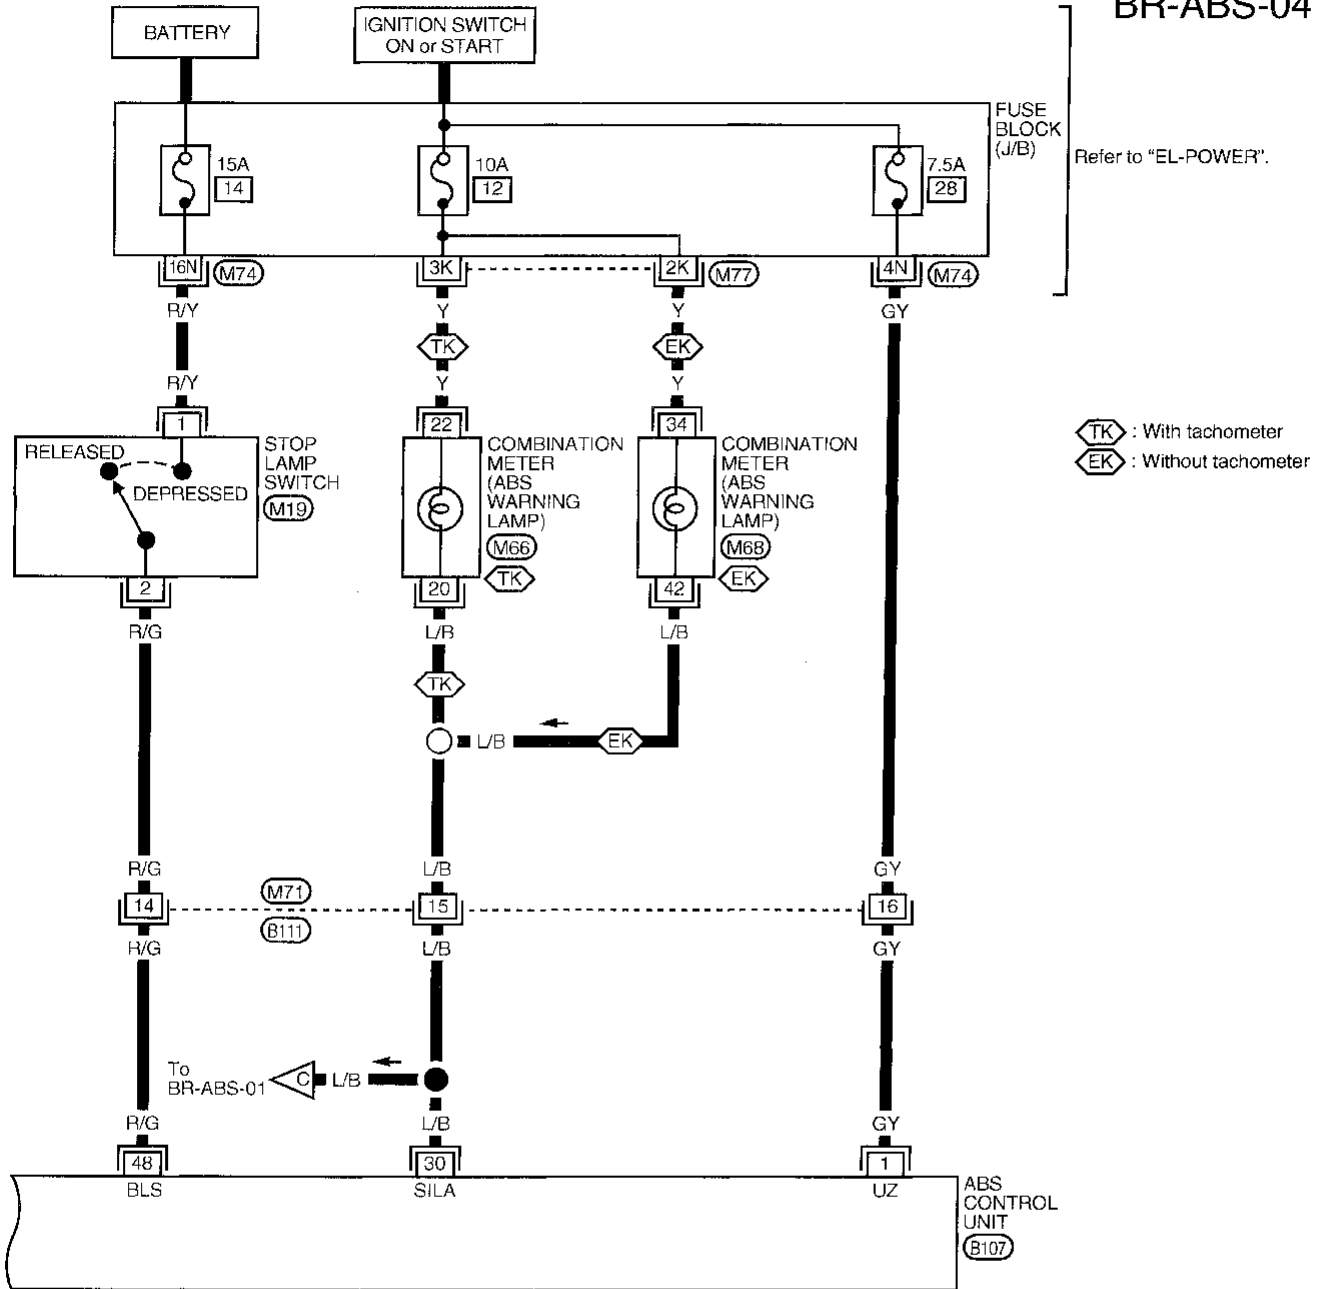 BR-ABS-04
BATTERY
IGNITION SWITCH
ON or START
FUSE
BLOCK
(J/B)
Refer to "EL-POWER".
15A
14
10A
12
7.5A
28
16N
M74
3K
2K
M77
4N
M74
R/Y
Y
Y
GY
TK
EK
R/Y
Y
Y
1
22
34
RELEASED
DEPRESSED
STOP
LAMP
SWITCH
M19
COMBINATION
METER
(ABS
WARNING
LAMP)
M66
TK
COMBINATION
METER
(ABS
WARNING
LAMP)
M68
EK
TK : With tachometer
EK : Without tachometer
2
20
42
R/G
L/B
L/B
TK
L/B
EK
R/G
L/B
GY
14
M71
B111
15
16
R/G
L/B
GY
To
BR-ABS-01
C
L/B
R/G
L/B
GY
48
30
1
BLS
SILA
UZ
ABS
CONTROL
UNIT
B107